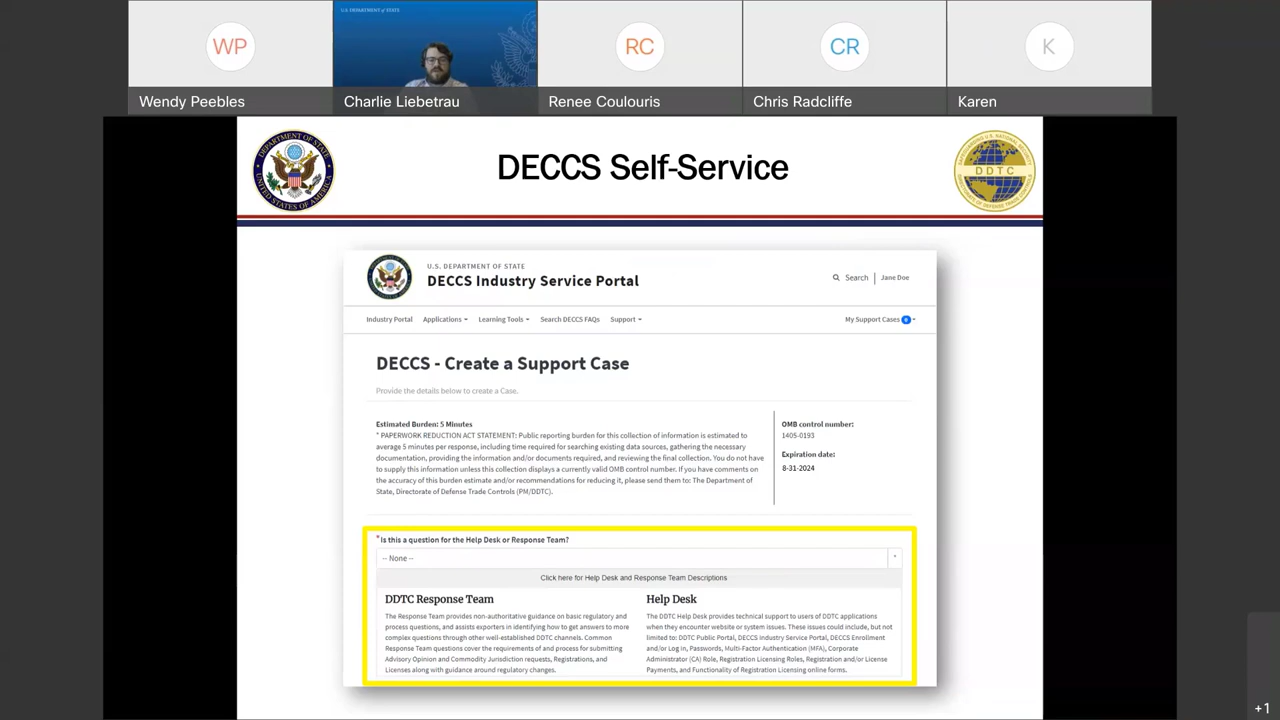 U.S. DEPARTMENT of STATE
WP
RC
CR
K
Wendy Peebles
Charlie Liebetrau
Renee Coulouris
Chris Radcliffe
Karen
DEPARTMENT OF STATE
UNITED STATES OF AMERICA
DECCS Self-Service
DDTC
U.S. DEPARTMENT OF STATE
DECCS Industry Service Portal
Search
Jane Doe
Industry Portal
Applications
Learning Tools
Search DECCS FAQs
Support
My Support Cases 0
DECCS - Create a Support Case
Provide the details below to create a Case.
Estimated Burden: 5 Minutes
* PAPERWORK REDUCTION ACT STATEMENT: Public reporting burden for this collection of information is estimated to
average 5 minutes per response, including time required for searching existing data sources, gathering the necessary
documentation, providing the information and/or documents required, and reviewing the final collection. You do not have
to supply this information unless this collection displays a currently valid OMB control number. If you have comments on
the accuracy of this burden estimate and/or recommendations for reducing it, please send them to: The Department of
State, Directorate of Defense Trade Controls (PM/DDTC).
OMB control number:
1405-0193
Expiration date:
8-31-2024
*Is this a question for the Help Desk or Response Team?
-- None --
Click here for Help Desk and Response Team Descriptions
DDTC Response Team
The Response Team provides non-authoritative guidance on basic regulatory and
process questions, and assists exporters in identifying how to get answers to more
complex questions through other well-established DDTC channels. Common
Response Team questions cover the requirements of and process for submitting
Advisory Opinion and Commodity Jurisdiction requests, Registrations, and
Licenses along with guidance around regulatory changes.
Help Desk
The DDTC Help Desk provides technical support to users of DDTC applications
when they encounter website or system issues. These issues could include, but not
limited to: DDTC Public Portal, DECCS Industry Service Portal, DECCS Enrollment
and/or Log in, Passwords, Multi-Factor Authentication (MFA), Corporate
Administrator (CA) Role, Registration Licensing Roles, Registration and/or License
Payments, and Functionality of Registration Licensing online forms.
+1